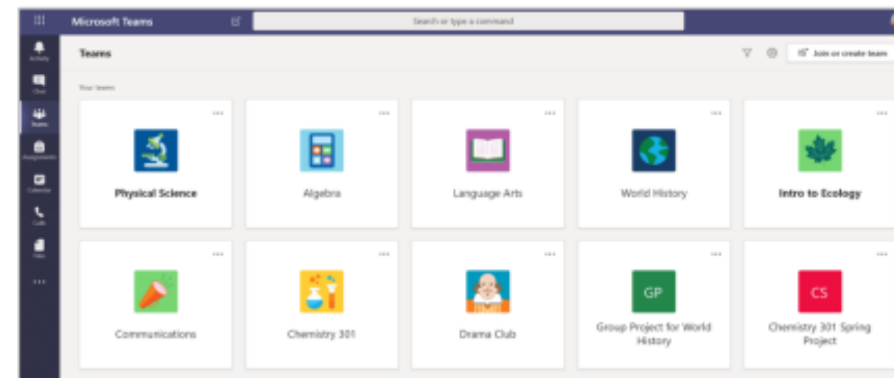 Microsoft Teams
Search or type a command
Activity
Teams
Join or create team
Chat
Your teams
Teams
Assignments
Calendar
Calls
Files
Physical Science
Algebra
Language Arts
World History
Intro to Ecology
Communications
Chemistry 301
Drama Club
GP
Group Project for World
History
CS
Chemistry 301 Spring
Project